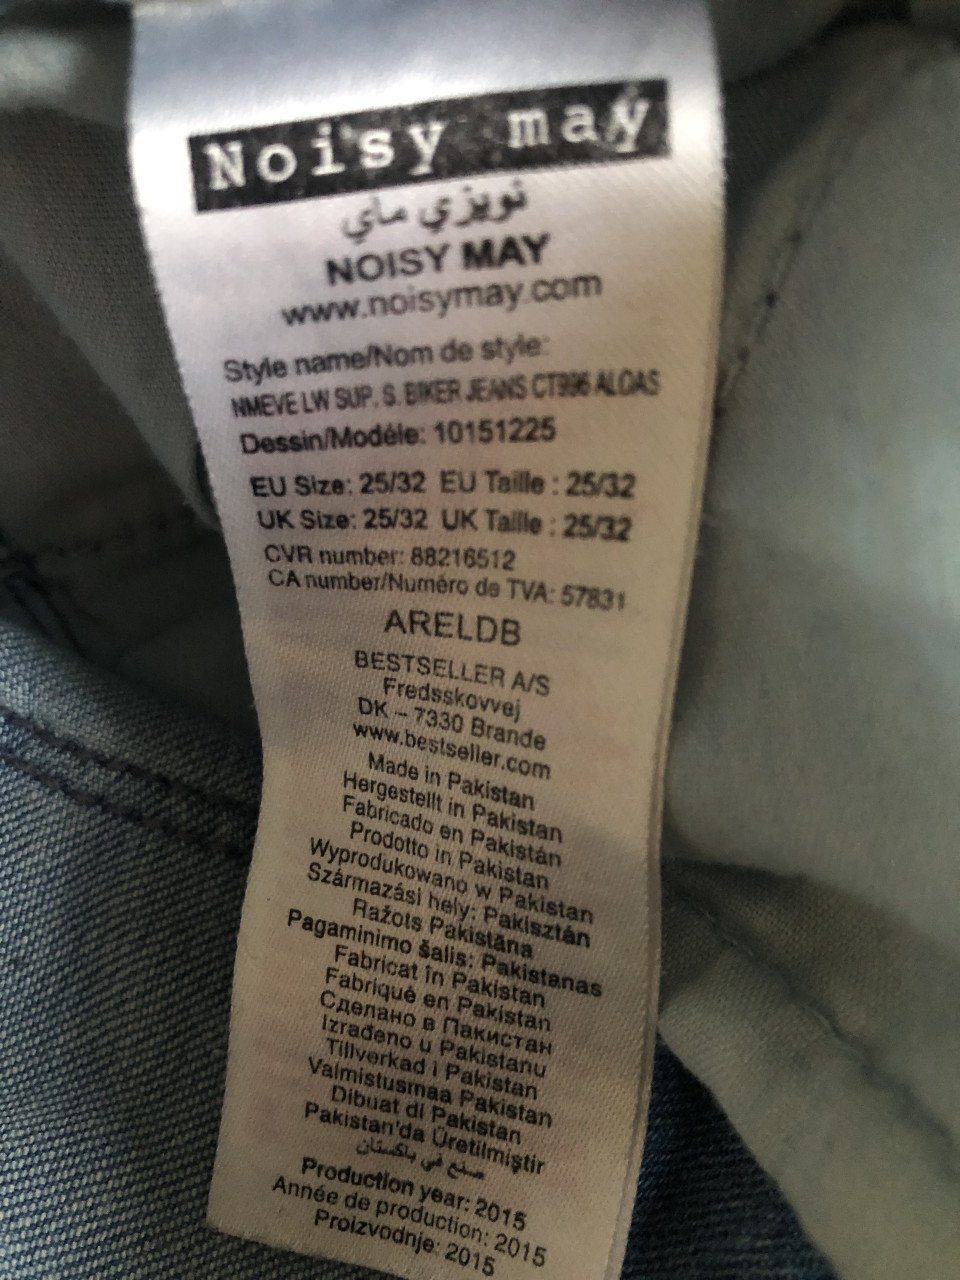 Noisy may
نويزي ماي
NOISY MAY
www.noisymay.com
Style name/Nom de style:
NMEVE LW SUP. S. BIKER JEANS CT996 ALOAS
Dessin/Modéle: 10151225
EU Size: 25/32 EU Taille : 25/32
UK Size: 25/32 UK Taille : 25/32
CVR number: 88216512
CA number/Numéro de TVA: 57831
ARELDB
BESTSELLER A/S
Fredsskovvej
DK – 7330 Brande
www.bestseller.com
Made in Pakistan
Hergestellt in Pakistan
Fabricado en Pakistán
Prodotto in Pakistan
Wyprodukowano w Pakistan
Származási hely: Pakisztán
Ražots Pakistāna
Pagaminimo šalis: Pakistanas
Fabricat în Pakistan
Fabriqué en Pakistan
Сделано в Пакистан
Izrađeno u Pakistanu
Tillverkad i Pakistan
Valmistusmaa Pakistan
Dibuat di Pakistan
Pakistan'da Üretilmiştir
صنع في باكستان
Production year: 2015
Année de production: 2015
Proizvodnje: 2015